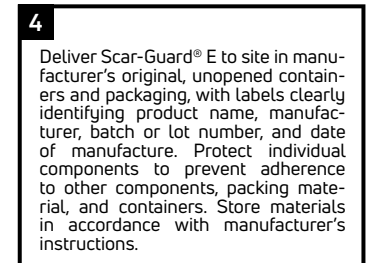 4
Deliver Scar-Guard® E to site in manu-
facturer's original, unopened contain-
ers and packaging, with labels clearly
identifying product name, manufac-
turer, batch or lot number, and date
of manufacture. Protect individual
components to prevent adherence
to other components, packing mate-
rial, and containers. Store materials
in accordance with manufacturer's
instructions.